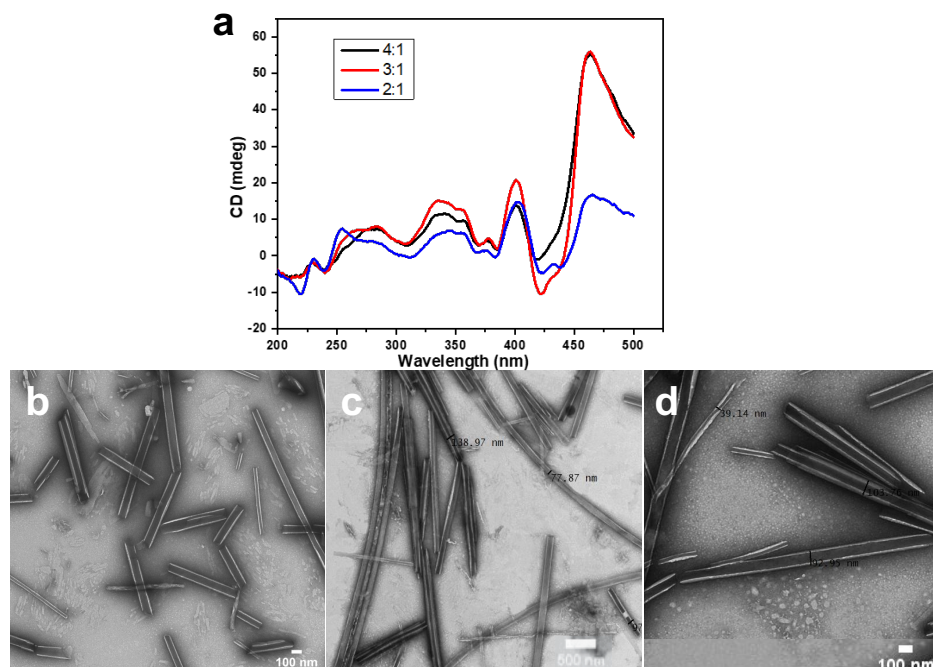 a
4:1
3:1
2:1
60
50
40
30
20
10
0
-10
-20
CD (mdeg)
200 250 300 350 400 450 500
Wavelength (nm)
b
100 nm
c
138.97 nm
77.87 nm
500 nm
d
39.14 nm
92.95 nm
100 nm